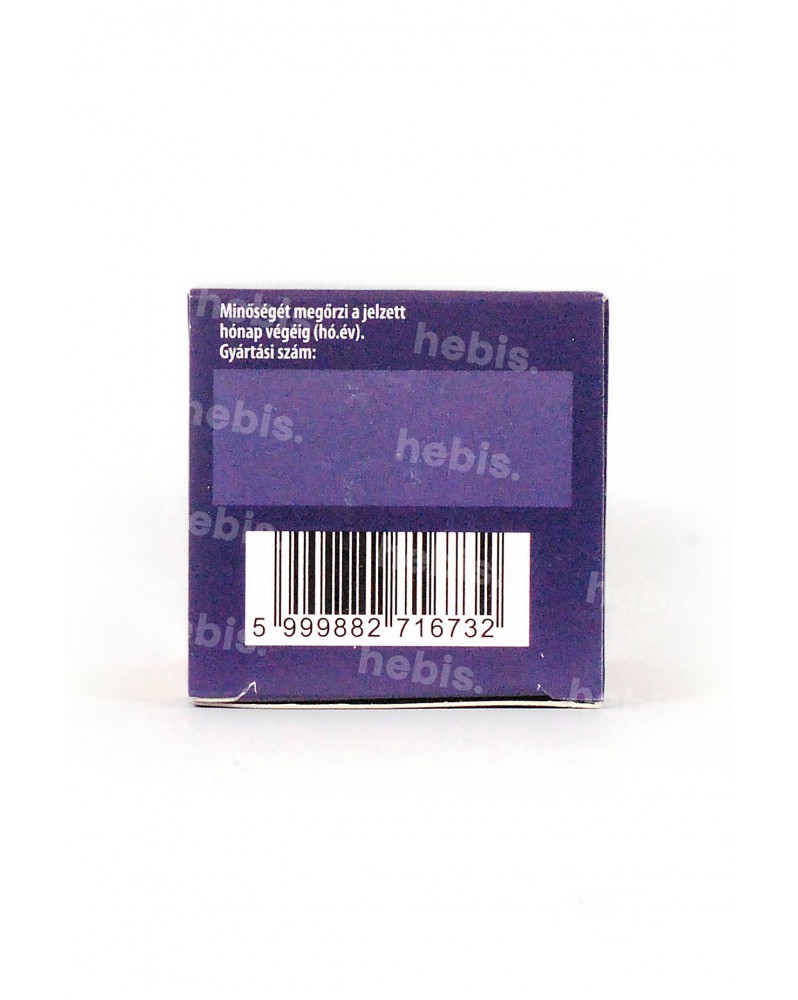 Minőségét megőrzi a jelzett
hónap végéig (hó.év).
Gyártási szám:
hebis.
hebis.
hebis.
hebis.
hebis.
hebis.
hebis.
5 999882 716732